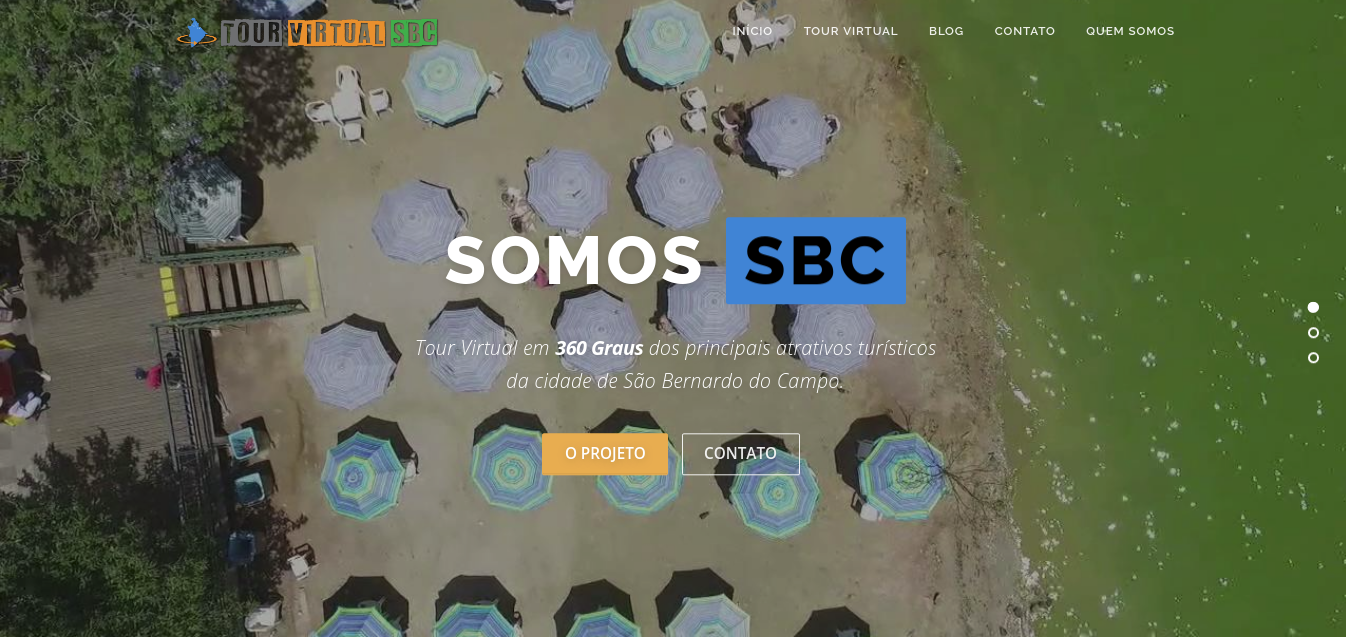 TOUR VIRTUAL SBC
INÍCIO
TOUR VIRTUAL
BLOG
CONTATO
QUEM SOMOS
SOMOS SBC
Tour Virtual em 360 Graus dos principais atrativos turísticos
da cidade de São Bernardo do Campo.
O PROJETO
CONTATO